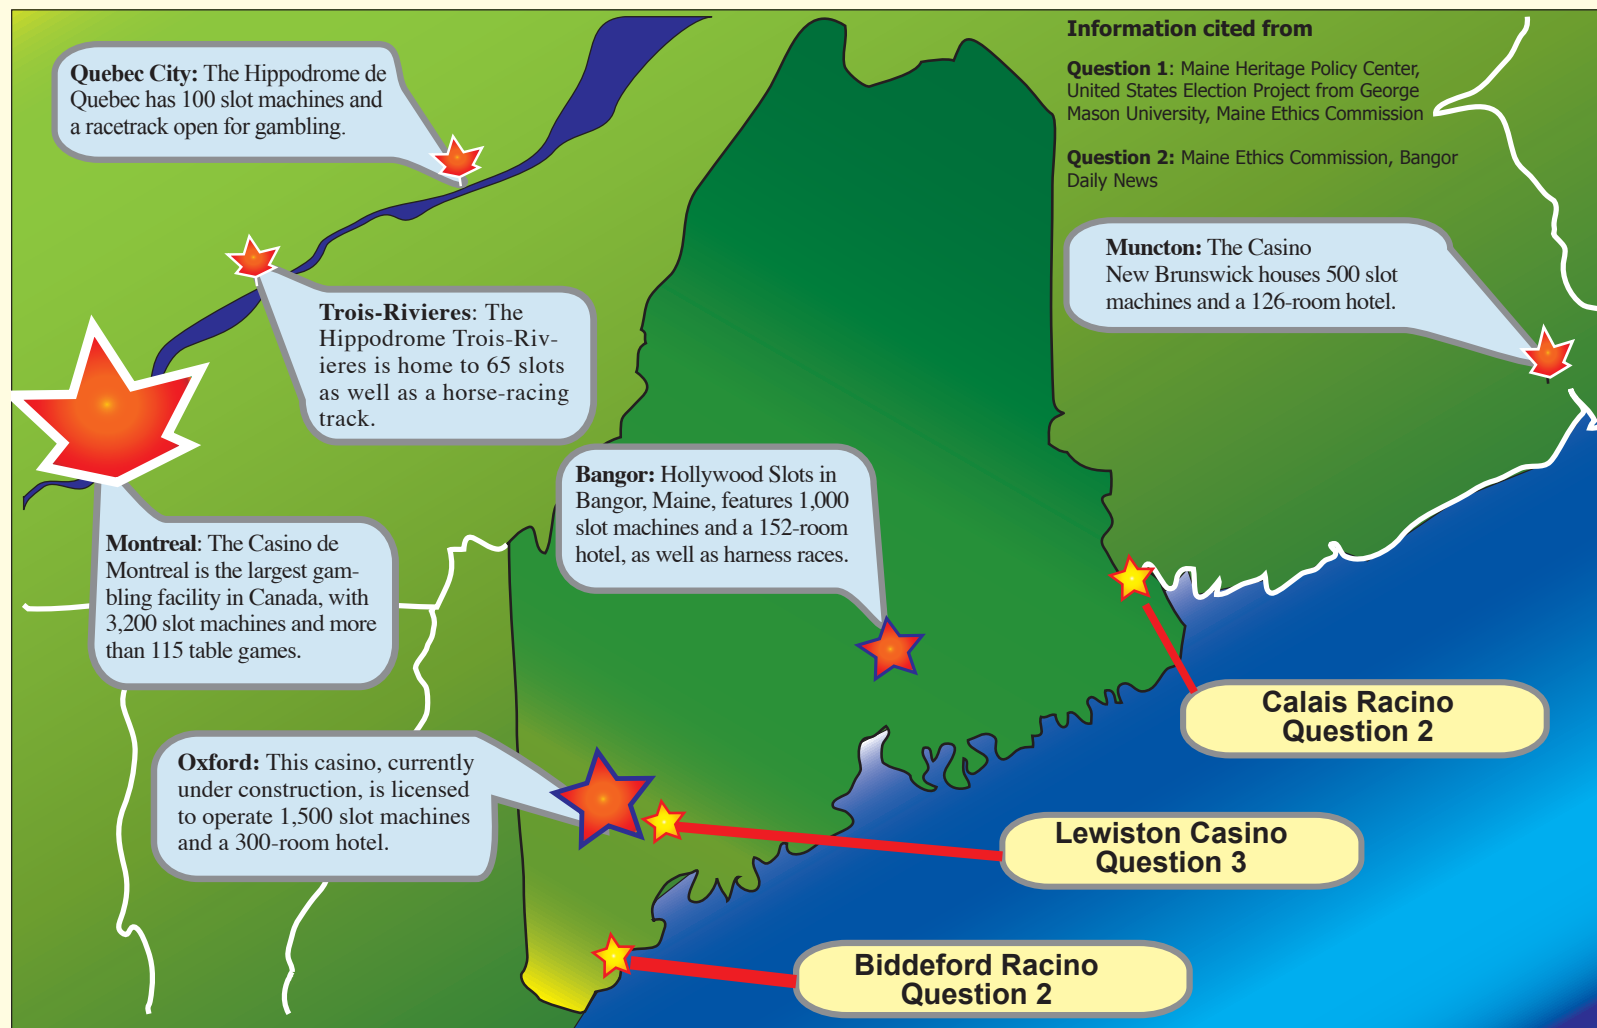 Information cited from
Question 1: Maine Heritage Policy Center,
United States Election Project from George
Mason University, Maine Ethics Commission
Question 2: Maine Ethics Commission, Bangor
Daily News
Quebec City: The Hippodrome de
Quebec has 100 slot machines and
a racetrack open for gambling.
Muncton: The Casino
New Brunswick houses 500 slot
machines and a 126-room hotel.
Trois-Rivieres: The
Hippodrome Trois-Riv-
ieres is home to 65 slots
as well as a horse-racing
track.
Bangor: Hollywood Slots in
Bangor, Maine, features 1,000
slot machines and a 152-room
hotel, as well as harness races.
Montreal: The Casino de
Montreal is the largest gam-
bling facility in Canada, with
3,200 slot machines and more
than 115 table games.
Calais Racino
Question 2
Oxford: This casino, currently
under construction, is licensed
to operate 1,500 slot machines
and a 300-room hotel.
Lewiston Casino
Question 3
Biddeford Racino
Question 2